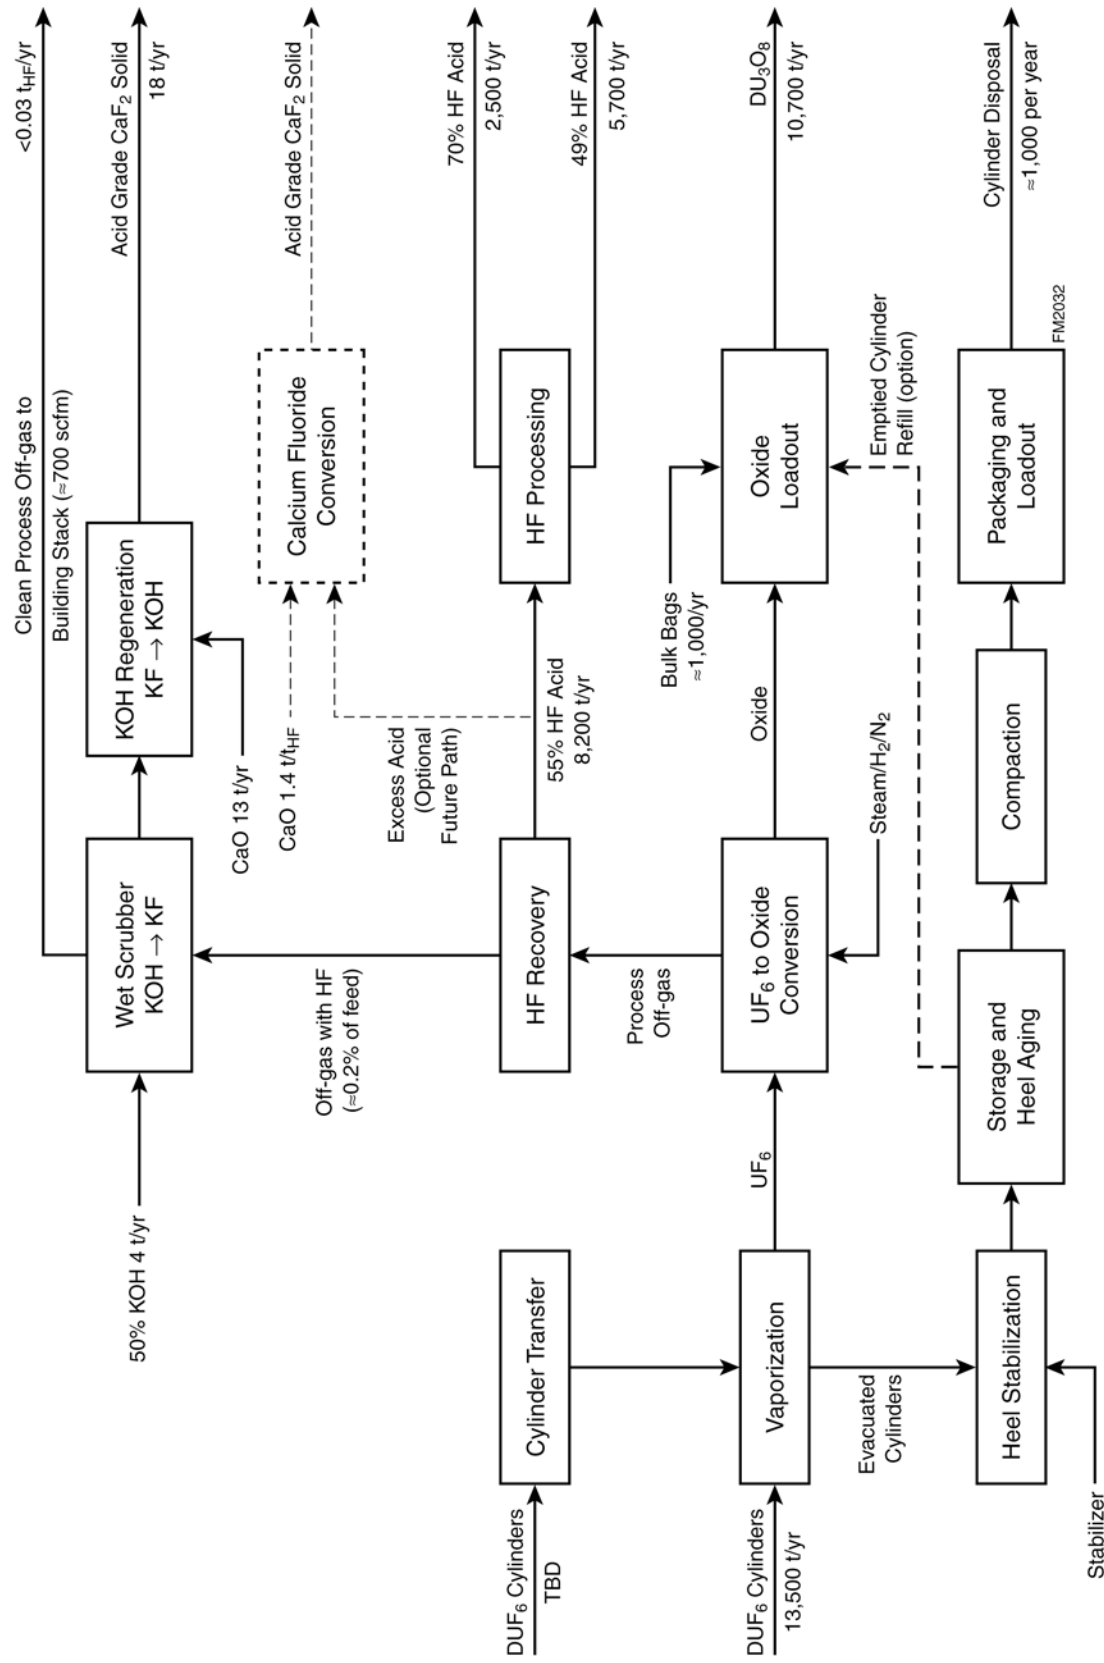 Clean Process Off-gas to
Building Stack (≈700 scfm)
<0.03 t_HF/yr
50% KOH 4 t/yr
Wet Scrubber
KOH → KF
KOH Regeneration
KF → KOH
Acid Grade CaF₂ Solid
18 t/yr
CaO 13 t/yr
CaO 1.4 t/t_HF
Calcium Fluoride
Conversion
Acid Grade CaF₂ Solid
Off-gas with HF
(≈0.2% of feed)
Excess Acid
(Optional
Future Path)
DUF₆ Cylinders
TBD
Cylinder Transfer
HF Recovery
55% HF Acid
8,200 t/yr
HF Processing
70% HF Acid
2,500 t/yr
49% HF Acid
5,700 t/yr
Process
Off-gas
Bulk Bags
≈1,000/yr
DUF₆ Cylinders
13,500 t/yr
Vaporization
UF₆
UF₆ to Oxide
Conversion
Oxide
Oxide
Loadout
DU₃O₈
10,700 t/yr
Evacuated
Cylinders
Steam/H₂/N₂
Emptied Cylinder
Refill (option)
Stabilizer
Heel Stabilization
Storage and
Heel Aging
Compaction
Packaging and
Loadout
Cylinder Disposal
≈1,000 per year
FM2032